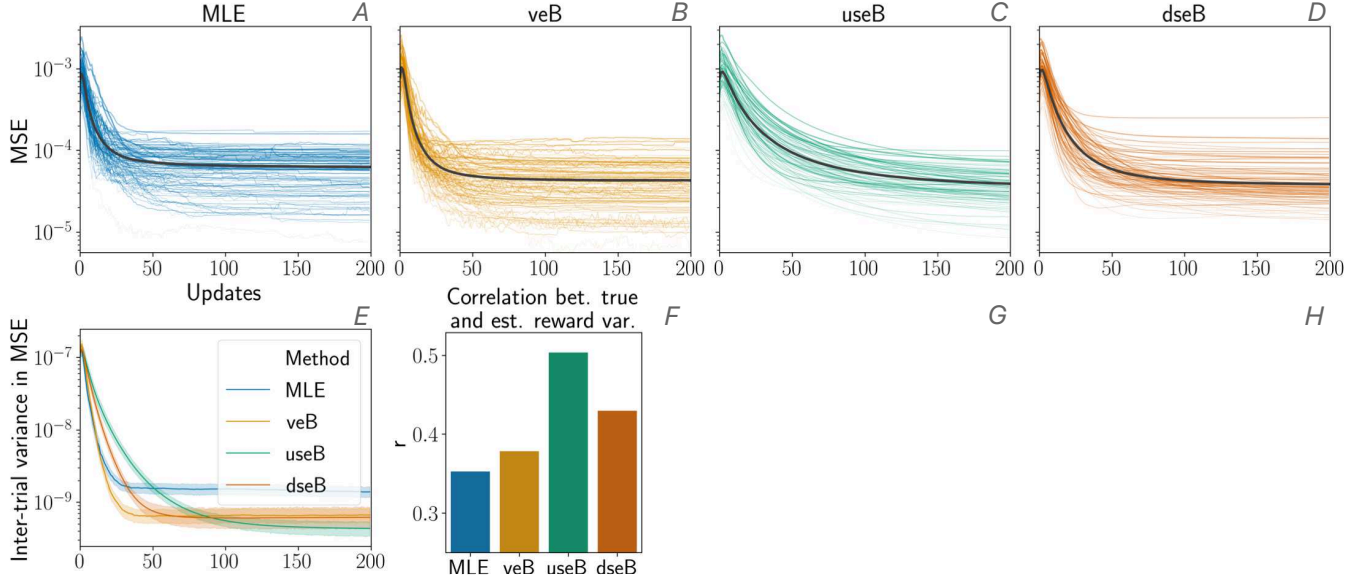 MLE
A
veB
B
useB
C
dseB
D
MSE
10⁻³
10⁻⁴
10⁻⁵
0 50 100 150 200
0 50 100 150 200
0 50 100 150 200
0 50 100 150 200
Updates
E
Inter-trial variance in MSE
10⁻⁷
10⁻⁸
10⁻⁹
Method
MLE
veB
useB
dseB
0 50 100 150 200
Correlation bet. true
and est. reward var.
F
r
0.5
0.4
0.3
MLE veB useB dseB
G
H